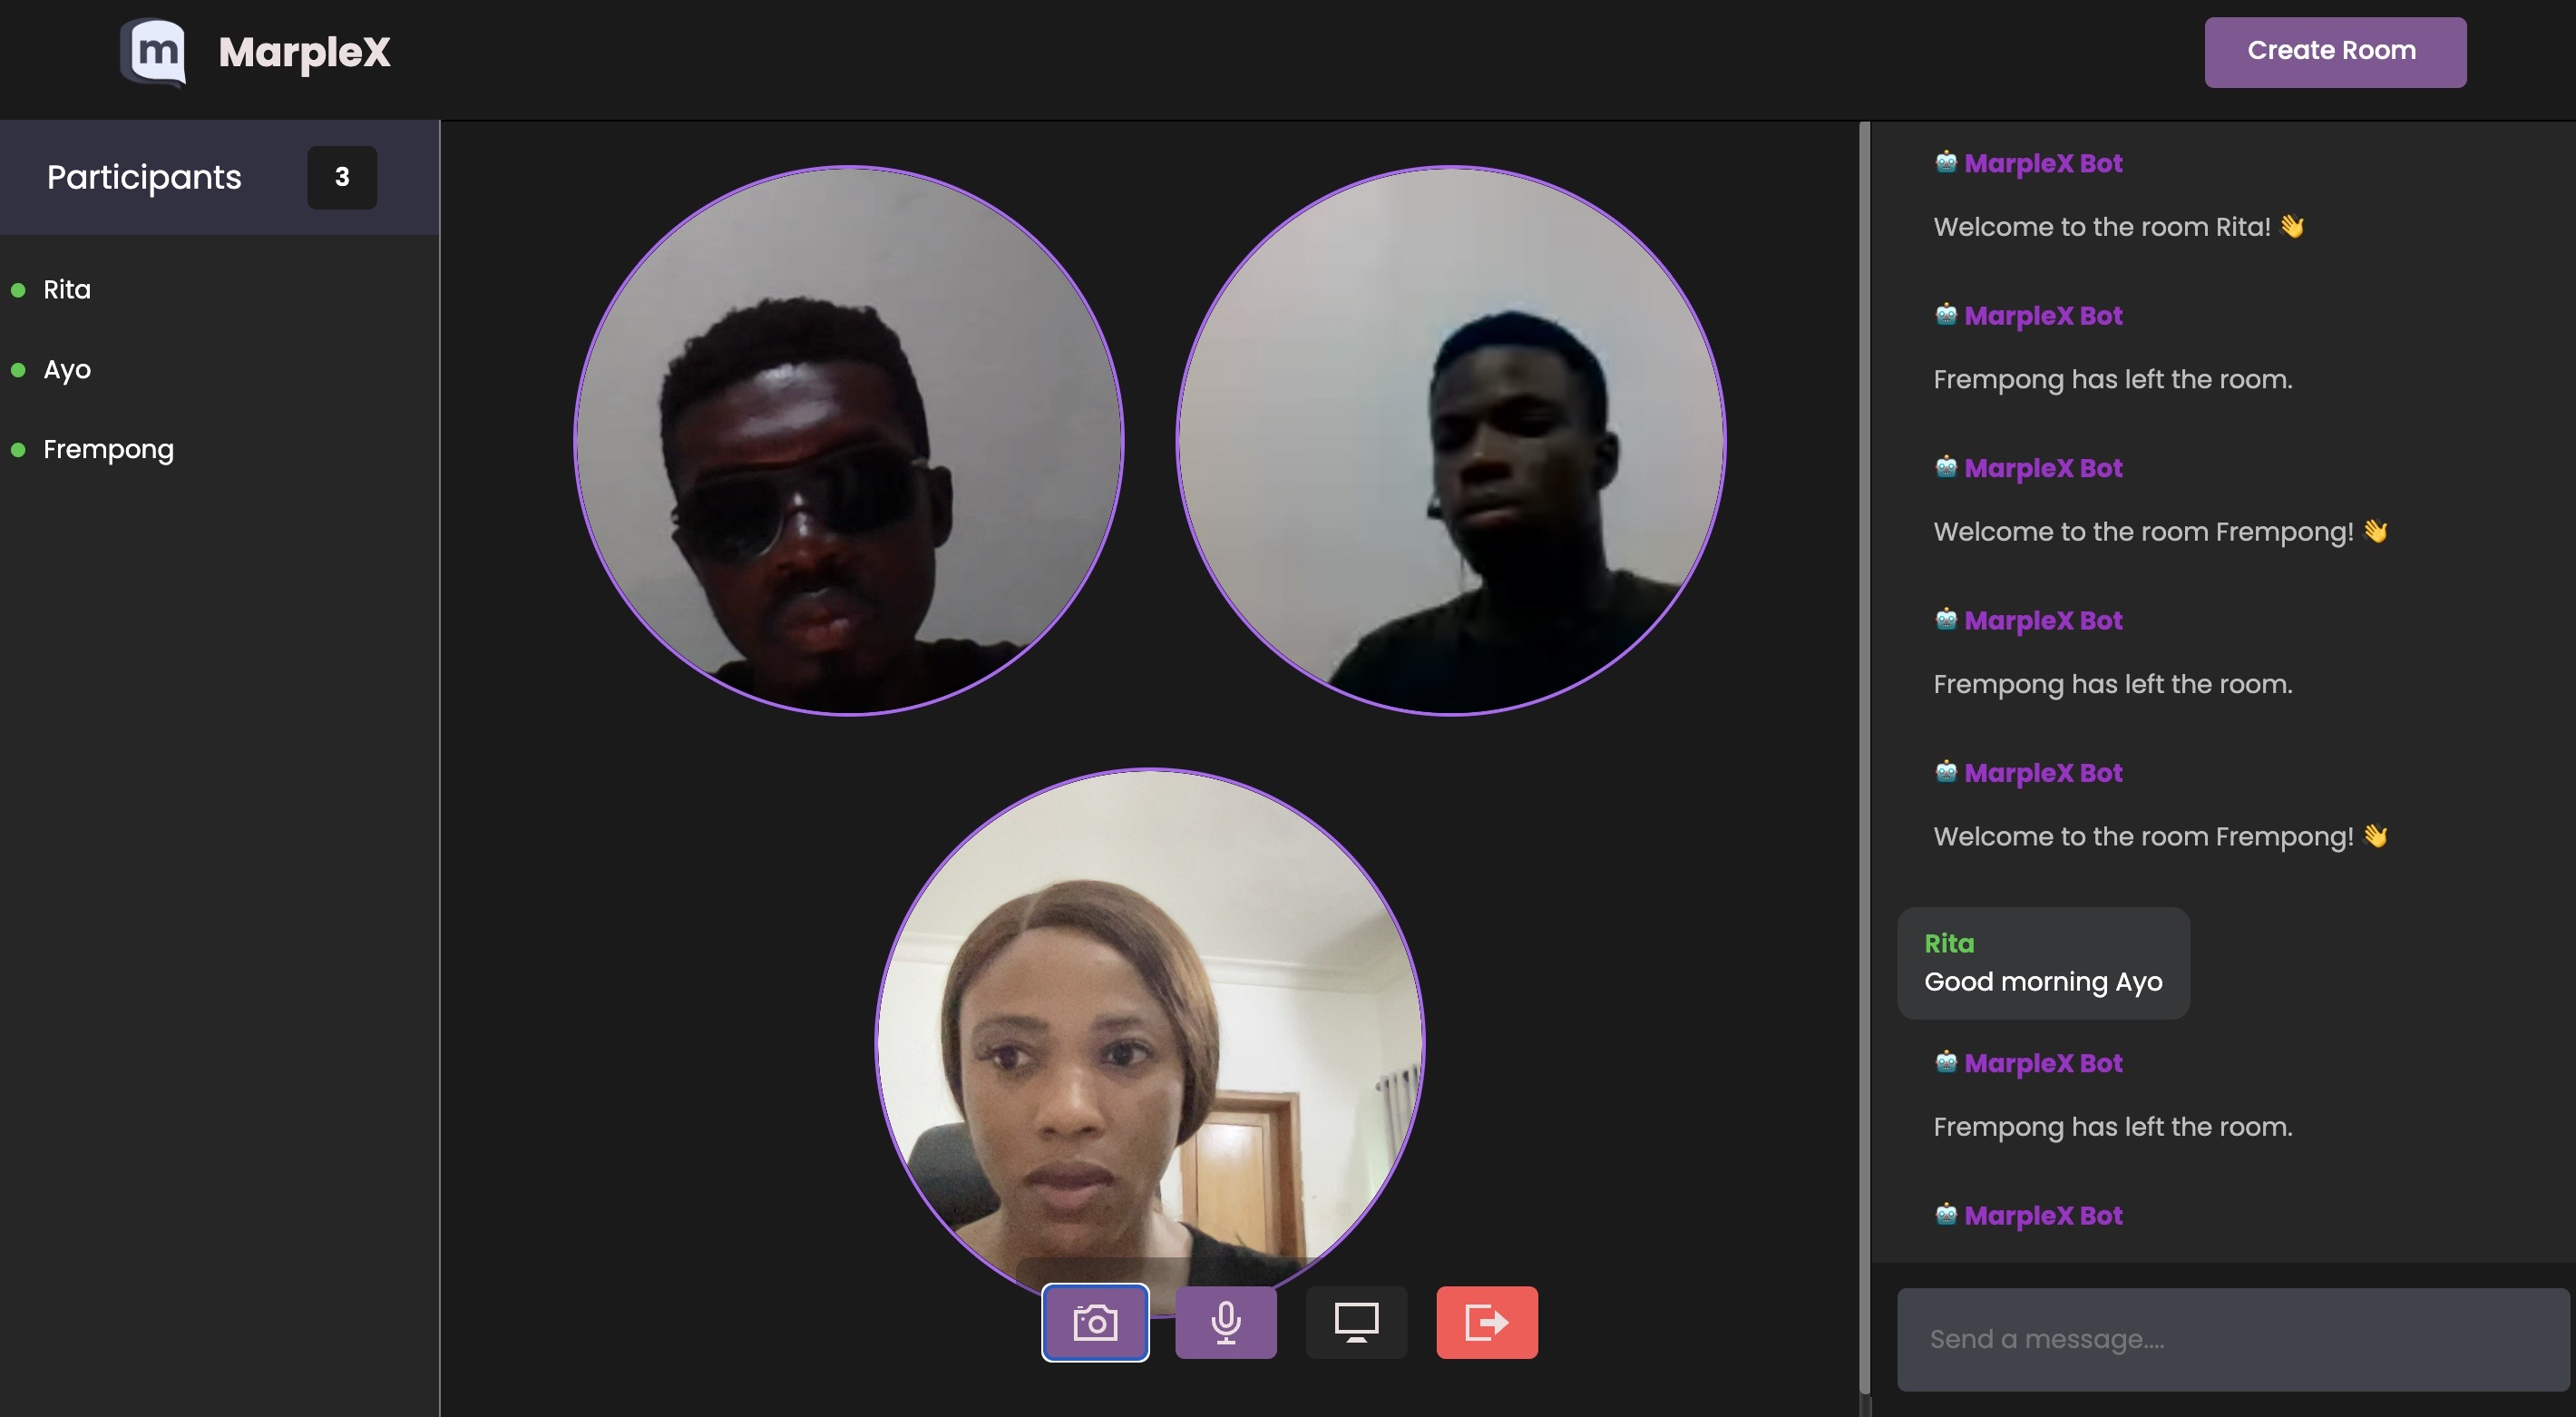 m
MarpleX
Create Room
Participants
3
Rita
Ayo
Frempong
MarpleX Bot
Welcome to the room Rita! 👋
MarpleX Bot
Frempong has left the room.
MarpleX Bot
Welcome to the room Frempong! 👋
MarpleX Bot
Frempong has left the room.
MarpleX Bot
Welcome to the room Frempong! 👋
Rita
Good morning Ayo
MarpleX Bot
Frempong has left the room.
MarpleX Bot
Send a message....